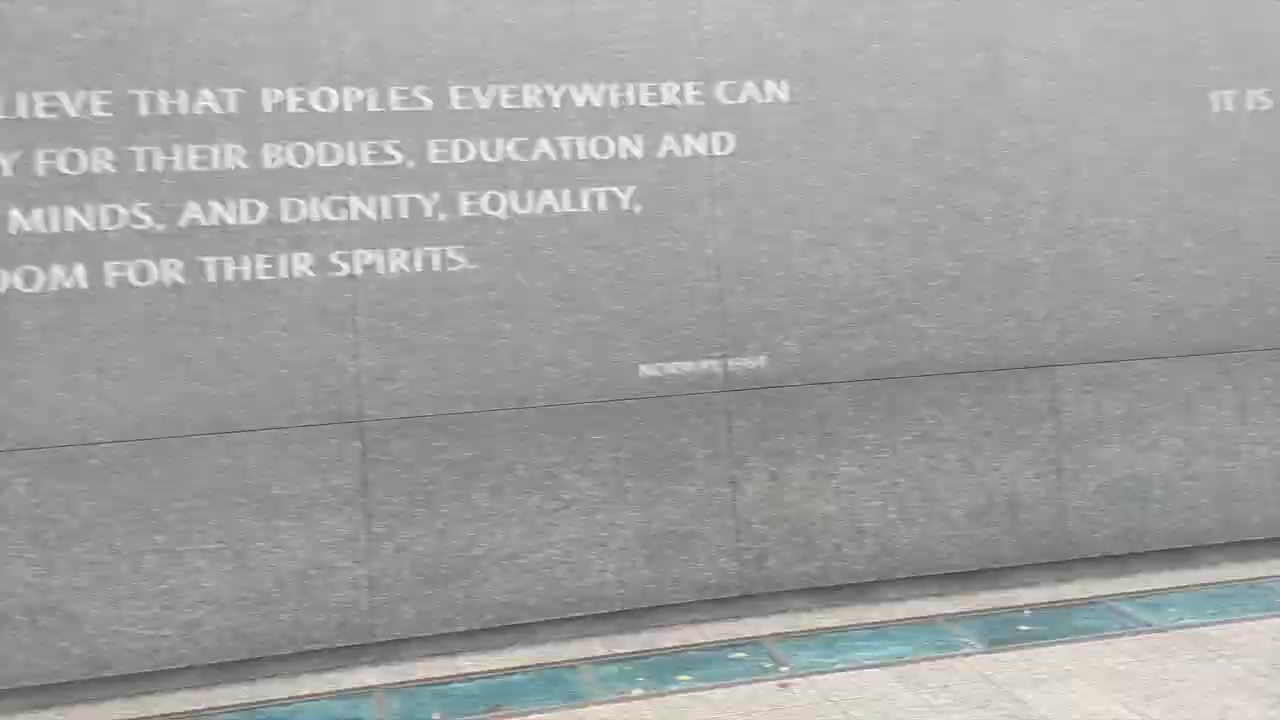 LIEVE THAT PEOPLES EVERYWHERE CAN
Y FOR THEIR BODIES, EDUCATION AND
MINDS, AND DIGNITY, EQUALITY,
DOM FOR THEIR SPIRITS.
IT IS